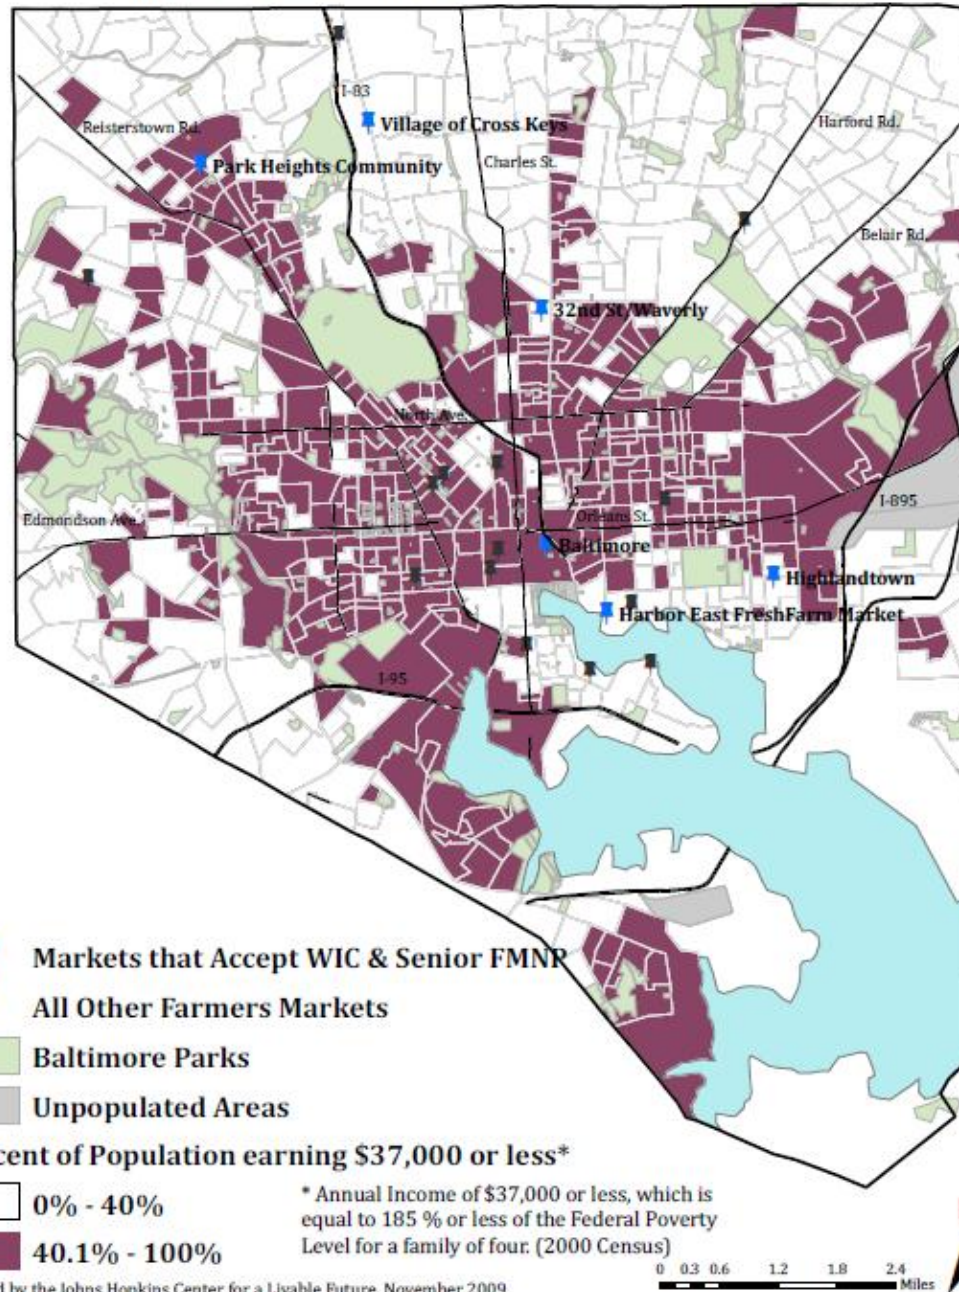 I-83
Village of Cross Keys
Reisterstown Rd.
Harford Rd.
Park Heights Community
Charles St.
Belair Rd.
32nd St/Waverly
North Ave.
I-895
Edmondson Ave.
Orleans St.
Baltimore
Highlandtown
Harbor East FreshFarm Market
I-95
Markets that Accept WIC & Senior FMNP
All Other Farmers Markets
Baltimore Parks
Unpopulated Areas
cent of Population earning $37,000 or less*
0% - 40%
40.1% - 100%
* Annual Income of $37,000 or less, which is
equal to 185 % or less of the Federal Poverty
Level for a family of four. (2000 Census)
0 0.3 0.6 1.2 1.8 2.4
Miles
d by the Johns Hopkins Center for a Livable Future, November 2009